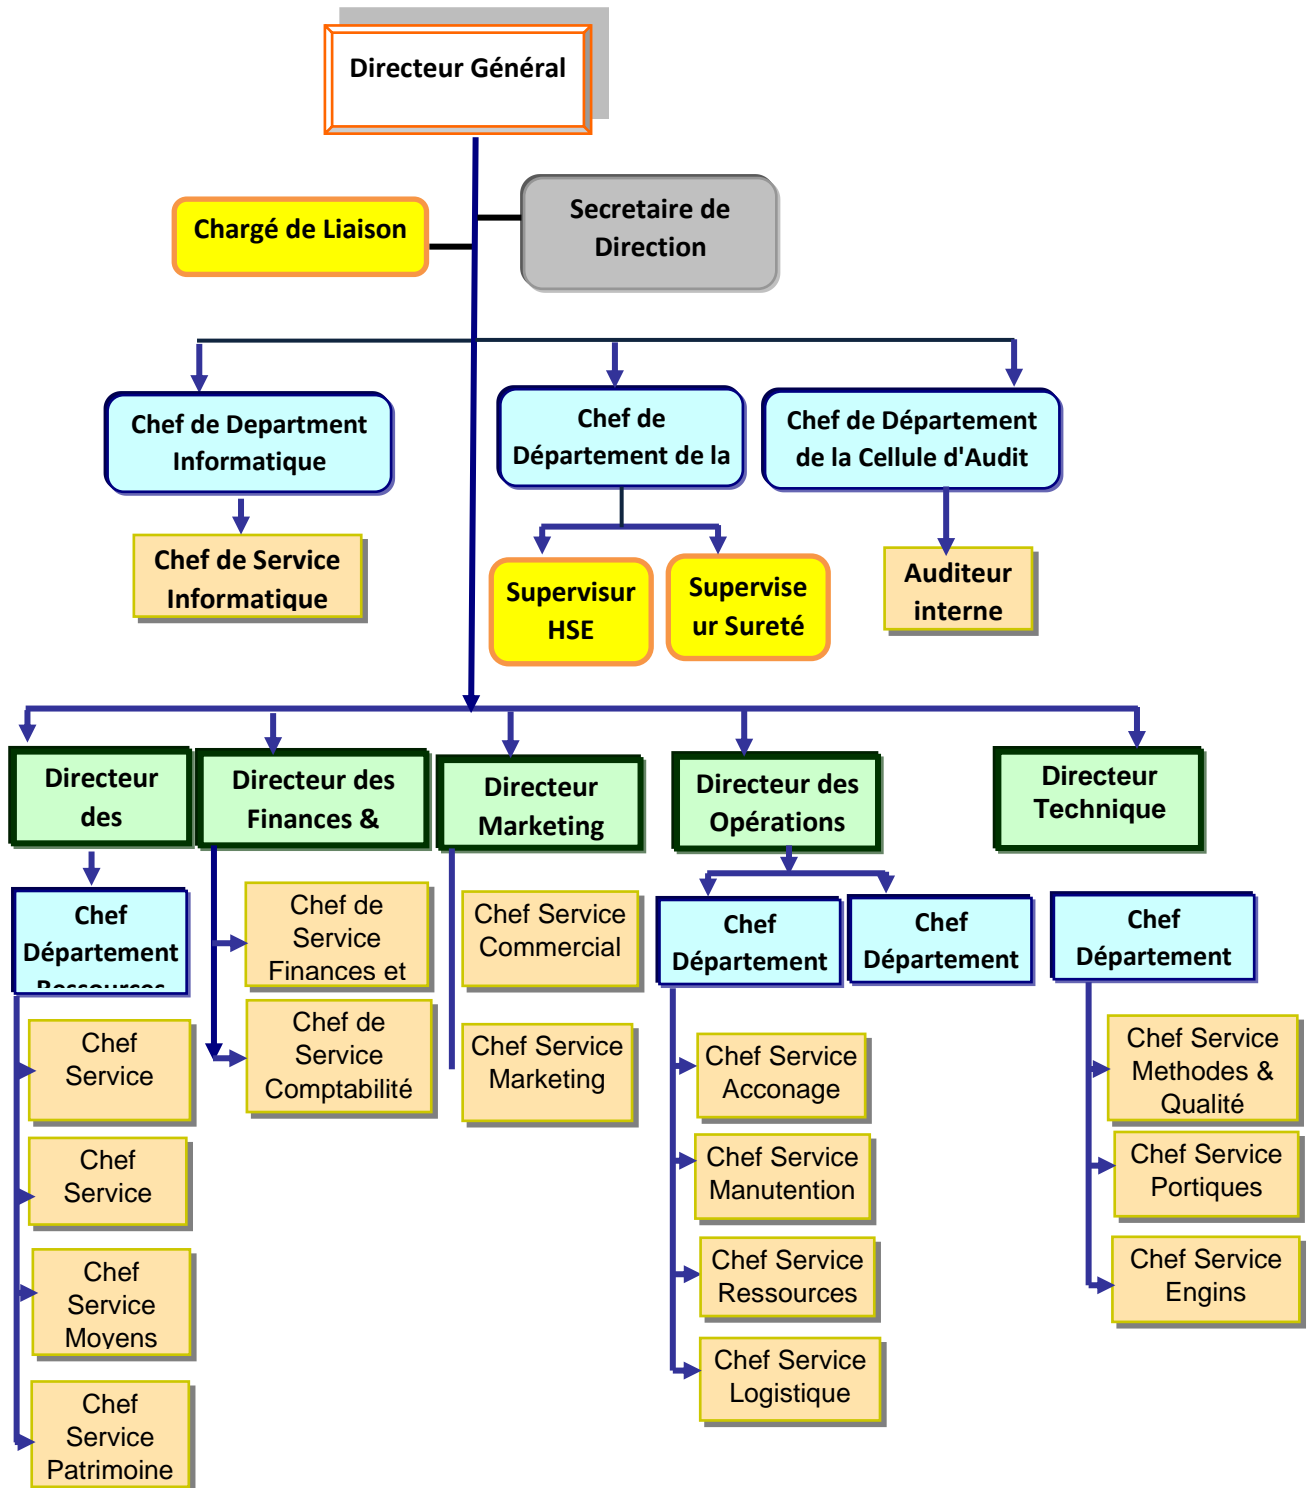 Directeur Général
Chargé de Liaison
Secretaire de
Direction
Chef de Department
Informatique
Chef de
Département de la
Chef de Département
de la Cellule d'Audit
Chef de Service
Informatique
Supervisur
HSE
Supervise
ur Sureté
Auditeur
interne
Directeur
des
Directeur des
Finances &
Directeur
Marketing
Directeur des
Opérations
Directeur
Technique
Chef
Département
Ressources
Chef de
Service
Finances et
Chef Service
Commercial
Chef
Département
Chef
Département
Chef
Département
Chef
Service
Chef de
Service
Comptabilité
Chef Service
Marketing
Chef Service
Acconage
Chef Service
Methodes &
Qualité
Chef
Service
Chef Service
Manutention
Chef Service
Portiques
Chef
Service
Moyens
Chef Service
Ressources
Chef Service
Engins
Chef
Service
Patrimoine
Chef Service
Logistique